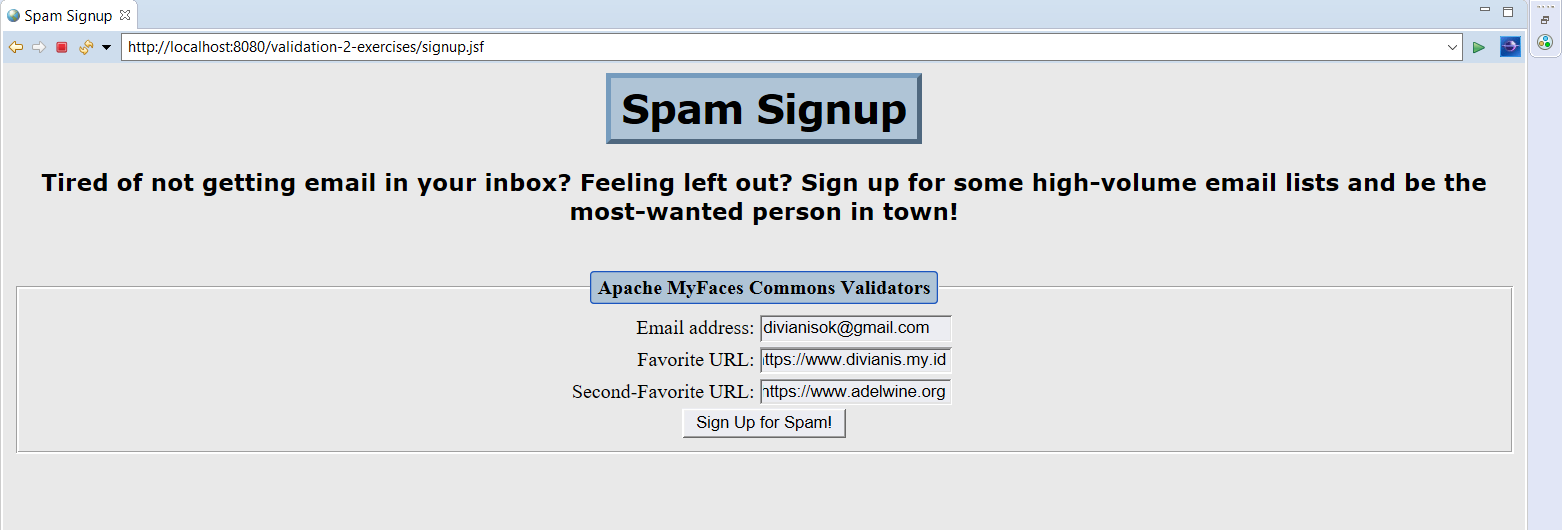 Spam Signup
http://localhost:8080/validation-2-exercises/signup.jsf
Spam Signup
Tired of not getting email in your inbox? Feeling left out? Sign up for some high-volume email lists and be the
most-wanted person in town!
Apache MyFaces Commons Validators
Email address: divianisok@gmail.com
Favorite URL: ttps://www.divianis.my.id
Second-Favorite URL: https://www.adelwine.org
Sign Up for Spam!